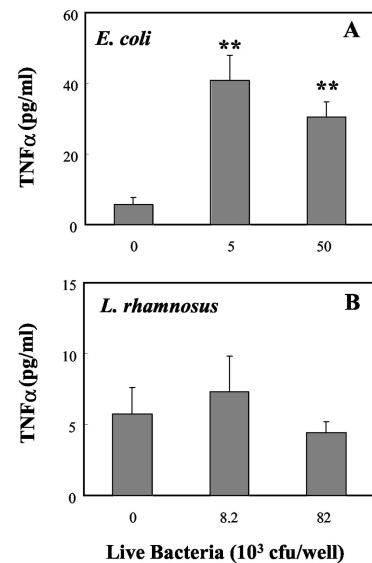 60
E. coli
A
**
**
40
20
0
TNFα (pg/ml)
0 5 50
15
L. rhamnosus
B
10
5
0
TNFα (pg/ml)
0 8.2 82
Live Bacteria (10³ cfu/well)